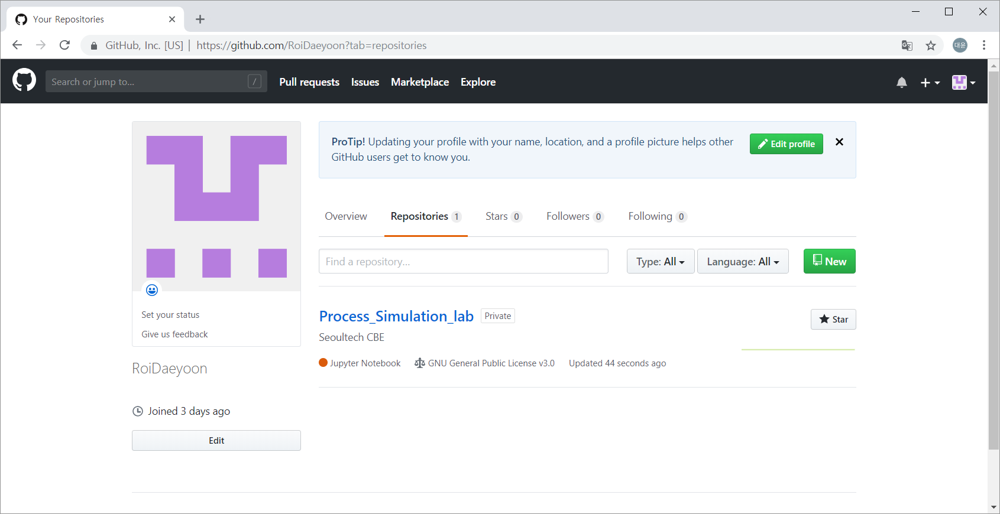 Your Repositories
GitHub, Inc. [US] | https://github.com/RoiDaeyoon?tab=repositories
대윤
Search or jump to... /
Pull requests Issues Marketplace Explore
ProTip! Updating your profile with your name, location, and a profile picture helps other
GitHub users get to know you.
Edit profile
Overview Repositories 1 Stars 0 Followers 0 Following 0
Find a repository...
Type: All Language: All New
Process_Simulation_lab Private
Star
Seoultech CBE
Jupyter Notebook GNU General Public License v3.0 Updated 44 seconds ago
Set your status
Give us feedback
RoiDaeyoon
Joined 3 days ago
Edit